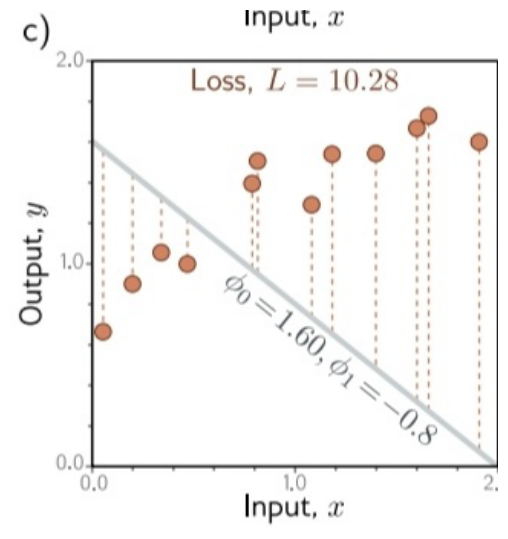 Input, x
c)
2.0
Loss, L = 10.28
Output, y
1.0
ϕ₀ = 1.60, ϕ₁ = −0.8
0.0
0.0 1.0 2.
Input, x